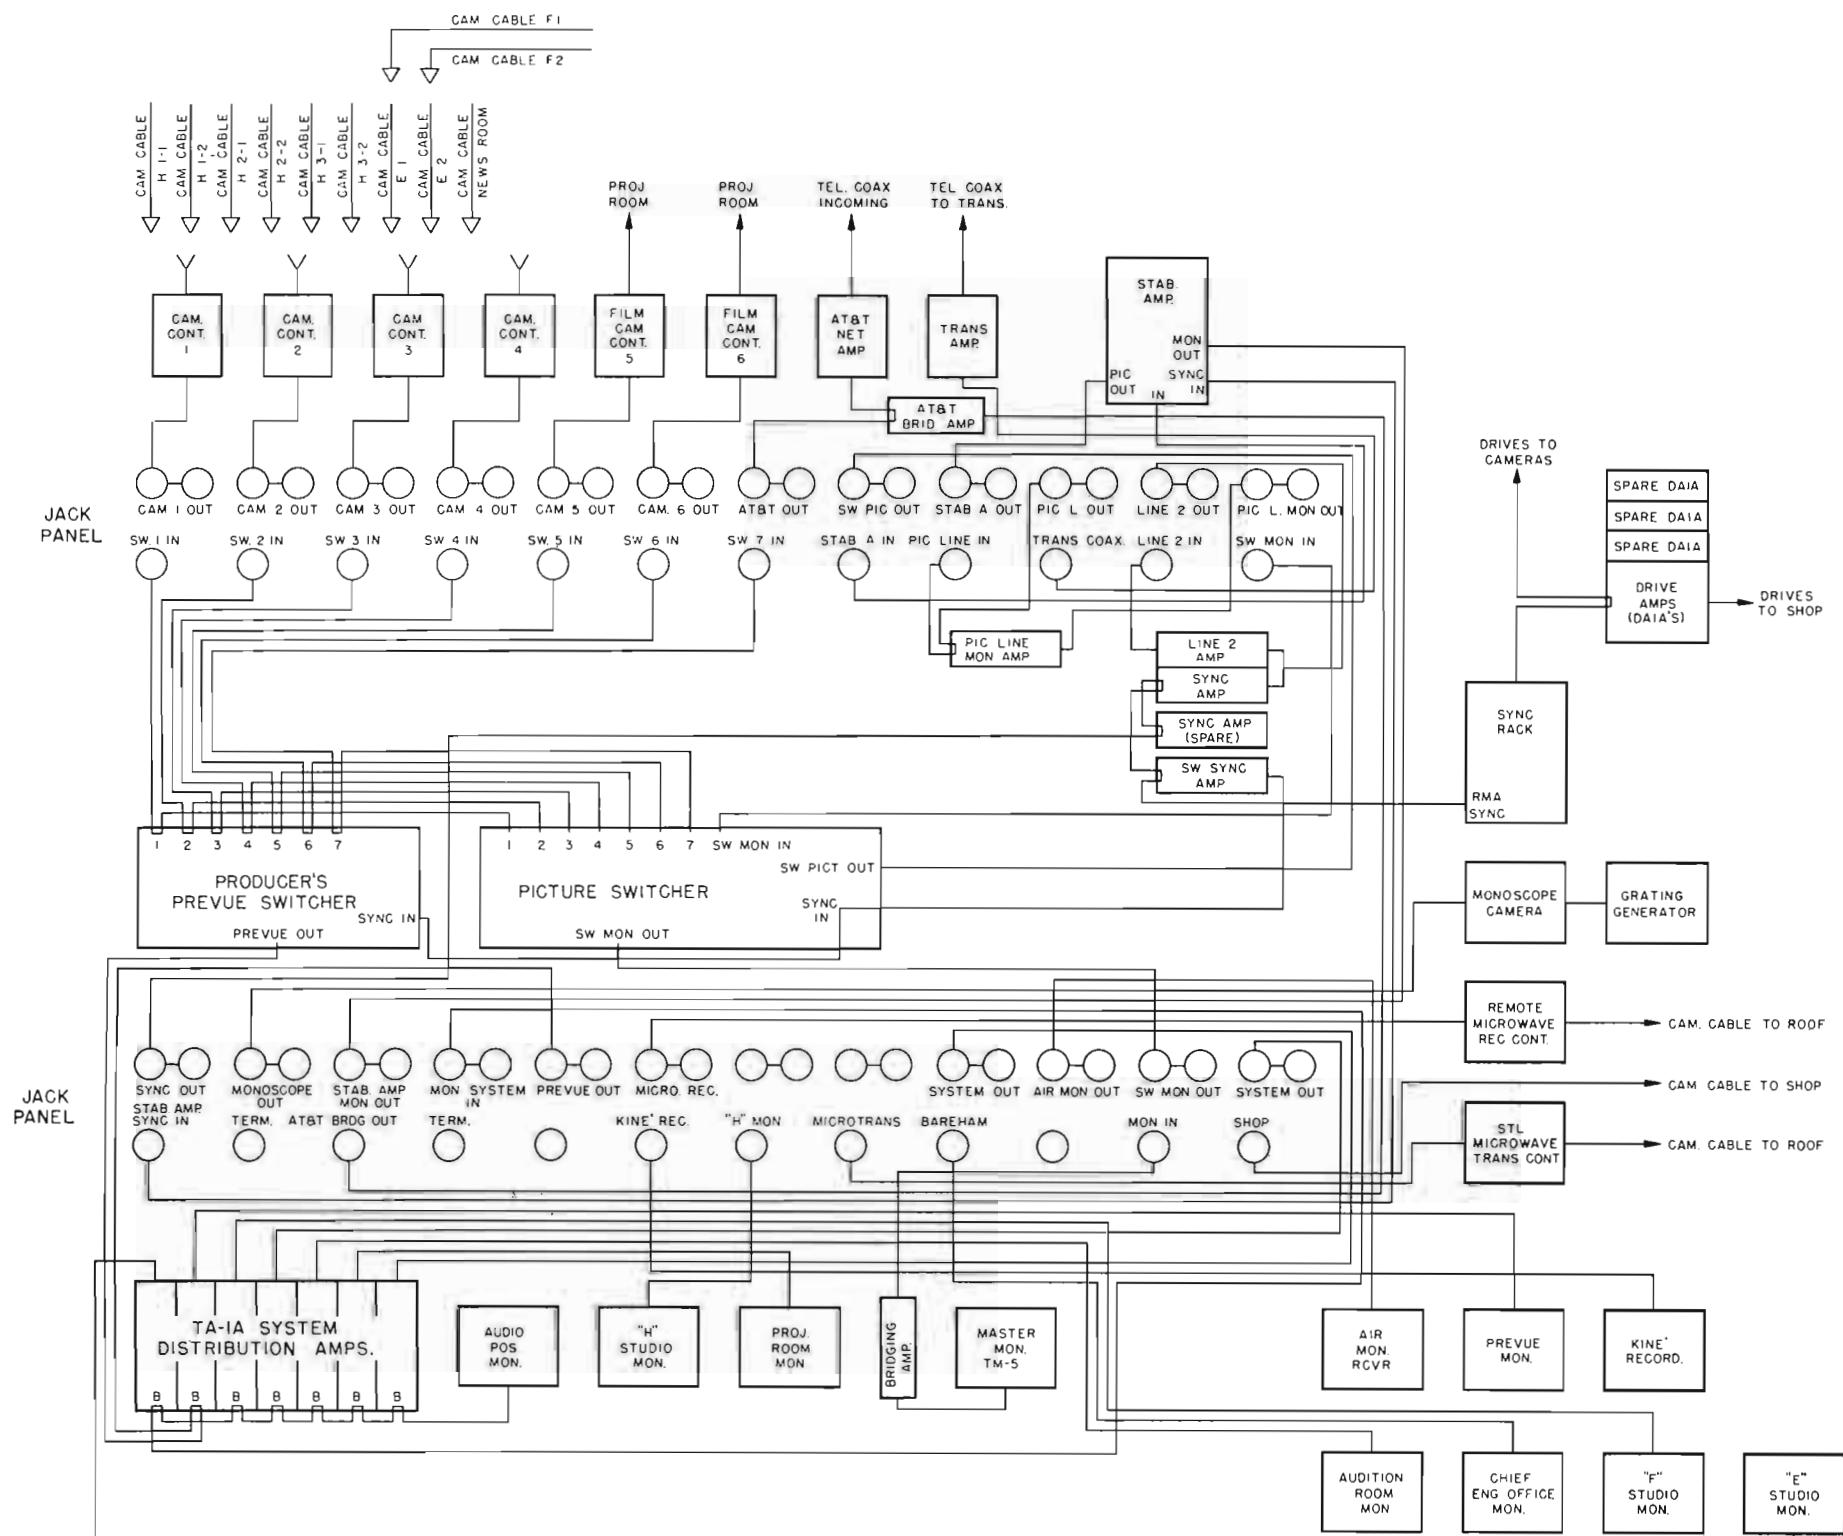 CAM CABLE F1
CAM CABLE F2
CAM CABLE
H 1-1
CAM CABLE
H 1-2
CAM CABLE
H 2-1
CAM CABLE
H 2-2
CAM CABLE
H 3-1
CAM CABLE
H 3-2
CAM CABLE
E 1
CAM CABLE
E 2
CAM CABLE
NEWS ROOM
PROJ
ROOM
PROJ
ROOM
TEL. COAX
INCOMING
TEL COAX
TO TRANS.
CAM.
CONT.
1
CAM.
CONT.
2
CAM
CONT.
3
CAM.
CONT.
4
FILM
CAM
CONT.
5
FILM
CAM
CONT.
6
AT&T
NET
AMP
TRANS
AMP.
STAB.
AMP.
MON
OUT
PIC
OUT
SYNC
IN
IN
AT&T
BRID AMP
JACK
PANEL
CAM 1 OUT
CAM 2 OUT
CAM 3 OUT
CAM 4 OUT
CAM 5 OUT
CAM. 6 OUT
AT&T OUT
SW PIC OUT
STAB A OUT
PIC L OUT
LINE 2 OUT
PIC L. MON OUT
SW. 1 IN
SW. 2 IN
SW 3 IN
SW 4 IN
SW. 5 IN
SW 6 IN
SW 7 IN
STAB A IN
PIC LINE IN
TRANS COAX.
LINE 2 IN
SW MON IN
DRIVES TO
CAMERAS
SPARE DA1A
SPARE DA1A
SPARE DA1A
DRIVE
AMPS
(DA1A'S)
DRIVES
TO SHOP
PIC LINE
MON AMP
LINE 2
AMP
SYNC
AMP
SYNC AMP
(SPARE)
SW SYNC
AMP
SYNC
RACK
RMA
SYNC
1 2 3 4 5 6 7
PRODUCER'S
PREVUE SWITCHER
SYNC IN
PREVUE OUT
1 2 3 4 5 6 7 SW MON IN
SW PICT OUT
PICTURE SWITCHER
SYNC
IN
SW MON OUT
MONOSCOPE
CAMERA
GRATING
GENERATOR
REMOTE
MICROWAVE
REC CONT.
CAM. CABLE TO ROOF
CAM CABLE TO SHOP
STL
MICROWAVE
TRANS CONT
CAM. CABLE TO ROOF
JACK
PANEL
SYNC OUT
MONOSCOPE
OUT
STAB. AMP
MON OUT
MON SYSTEM
IN
PREVUE OUT
MICRO. REC.
SYSTEM OUT
AIR MON OUT
SW MON OUT
SYSTEM OUT
STAB AMP.
SYNC IN
TERM.
AT&T BRDG OUT
TERM.
KINE' REC.
"H" MON
MICROTRANS
BAREHAM
MON IN
SHOP
TA-1A SYSTEM
DISTRIBUTION AMPS.
B B B B B B B
AUDIO
POS.
MON.
"H"
STUDIO
MON.
PROJ.
ROOM
MON
BRIDGING
AMP.
MASTER
MON.
TM-5
AIR
MON.
RCVR
PREVUE
MON.
KINE'
RECORD.
AUDITION
ROOM
MON
CHIEF
ENG OFFICE
MON.
"F"
STUDIO
MON.
"E"
STUDIO
MON.